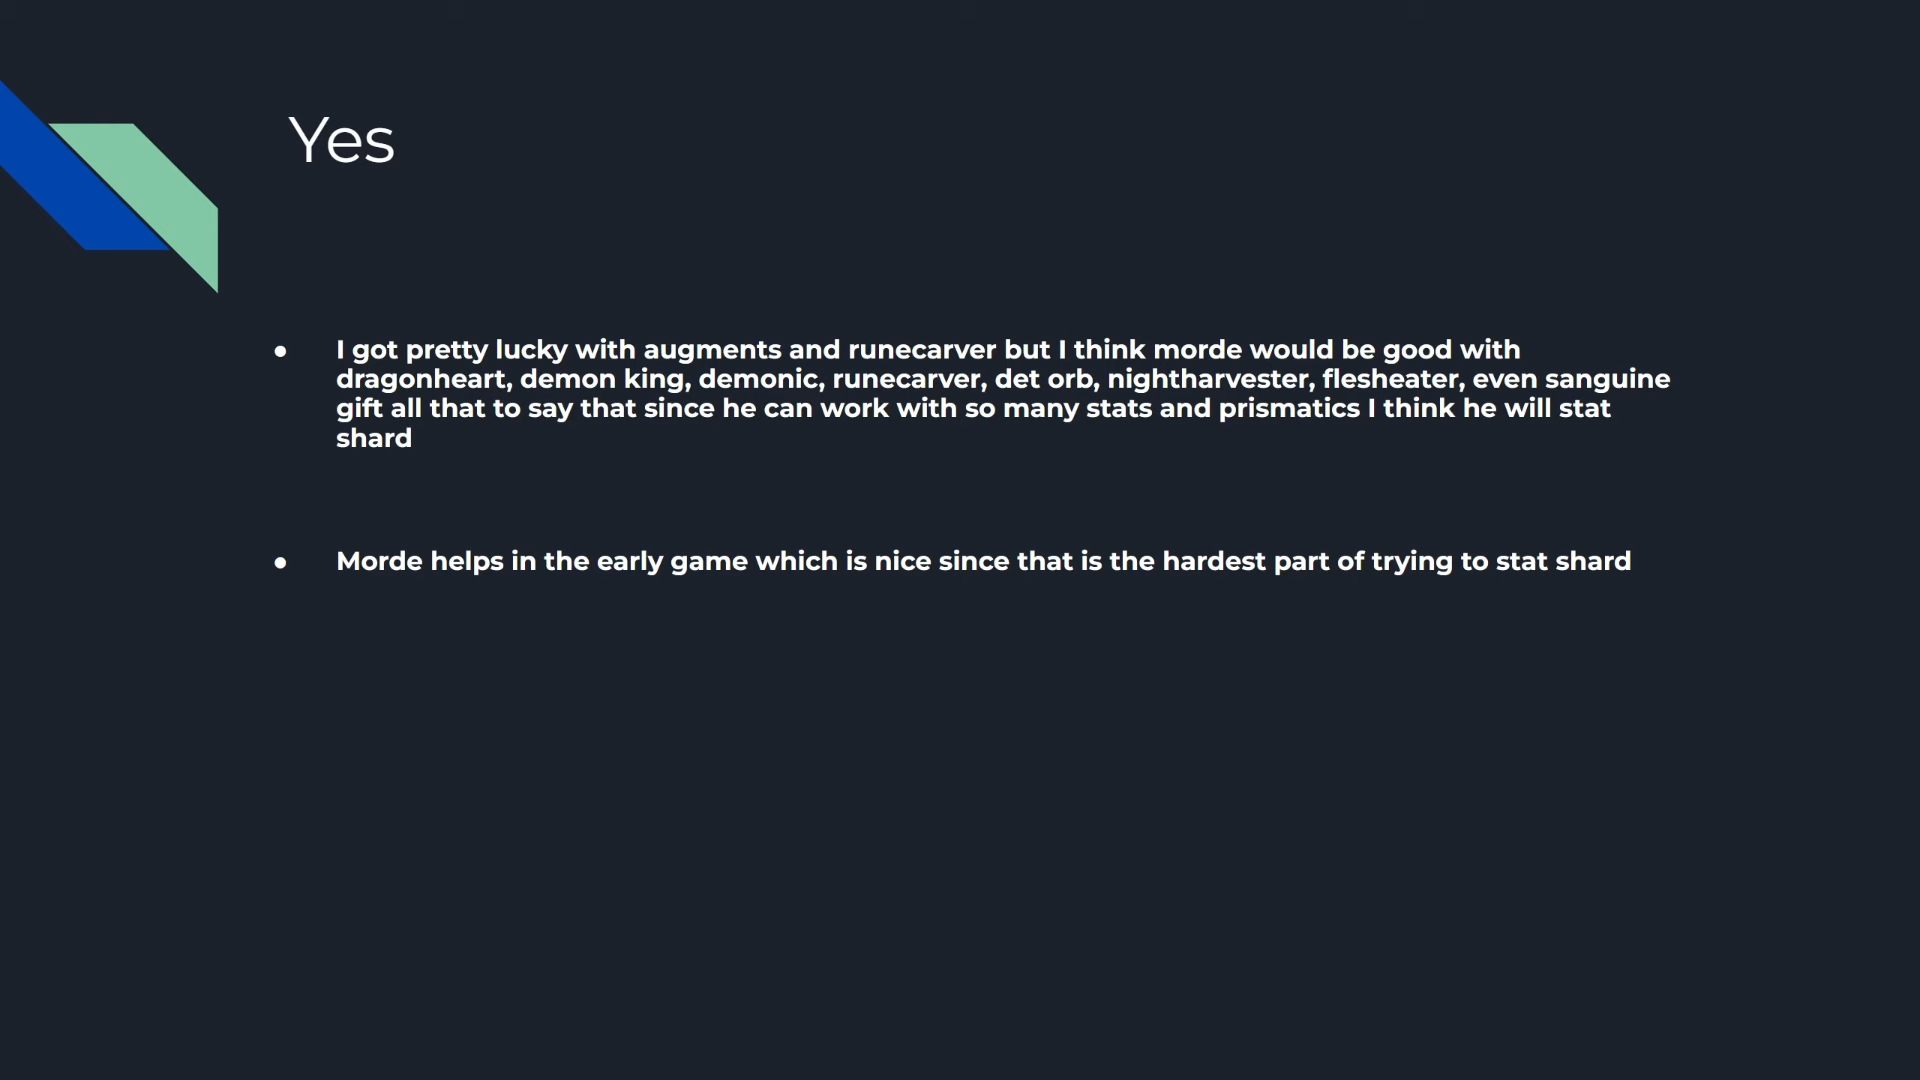 Yes
● I got pretty lucky with augments and runecarver but I think morde would be good with
dragonheart, demon king, demonic, runecarver, det orb, nightharvester, flesheater, even sanguine
gift all that to say that since he can work with so many stats and prismatics I think he will stat
shard
● Morde helps in the early game which is nice since that is the hardest part of trying to stat shard